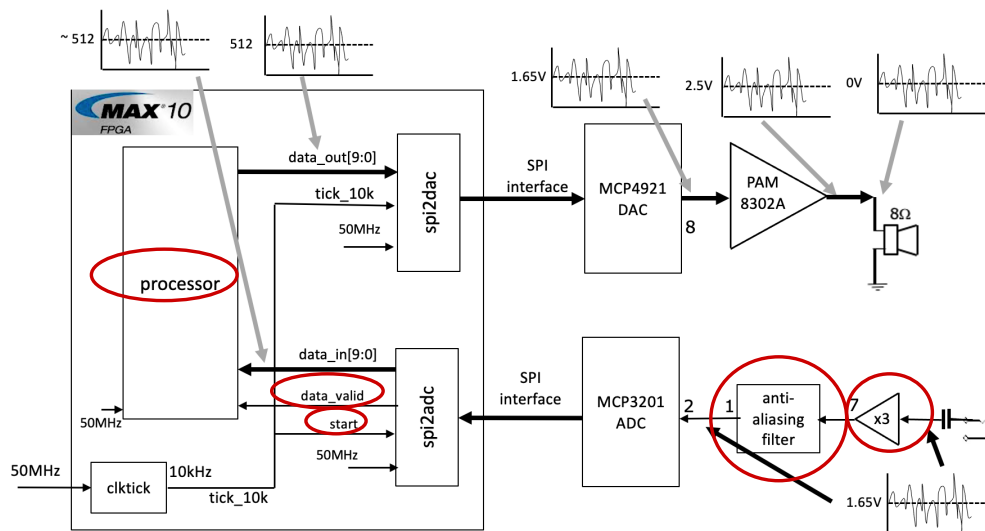 ~ 512
512
1.65V
2.5V
0V
MAX®10
FPGA
data_out[9:0]
tick_10k
50MHz
spi2dac
SPI
interface
MCP4921
DAC
8
PAM
8302A
8Ω
processor
data_in[9:0]
data_valid
start
50MHz
50MHz
spi2adc
SPI
interface
MCP3201
ADC
2
1
anti-
aliasing
filter
7
x3
1.65V
50MHz
clktick
10kHz
tick_10k